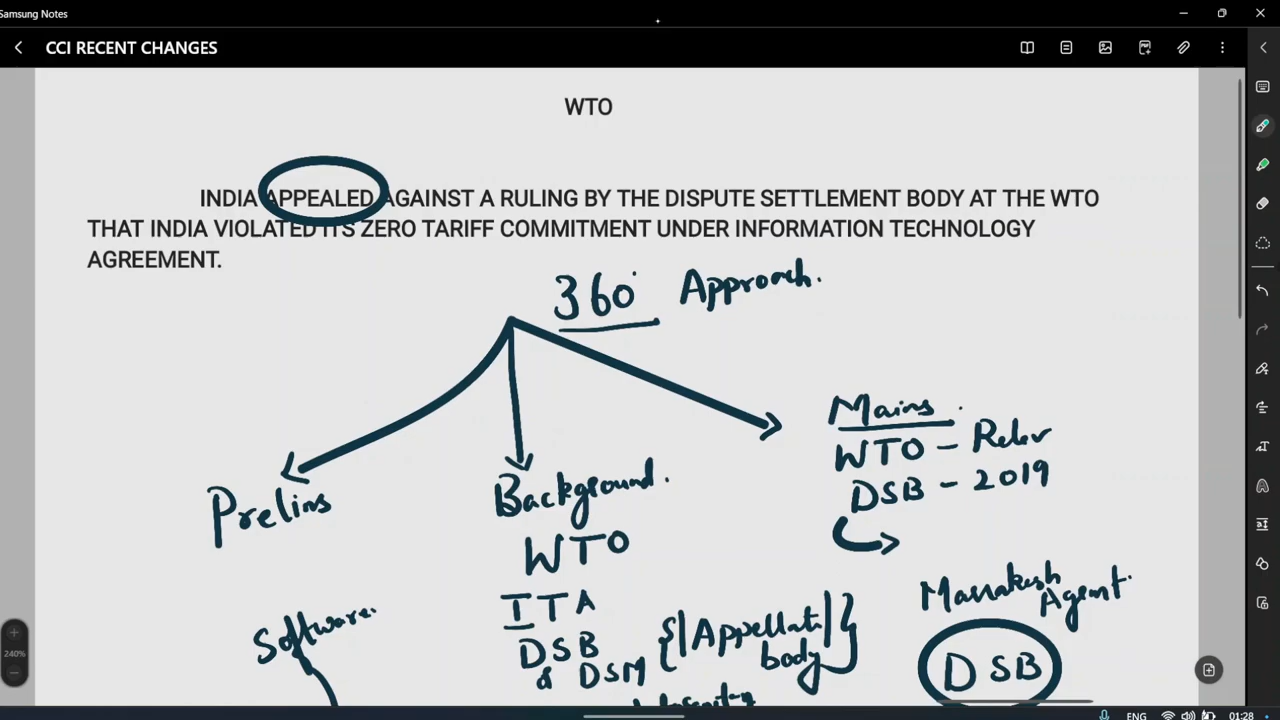 Samsung Notes
CCI RECENT CHANGES
WTO
INDIA APPEALED AGAINST A RULING BY THE DISPUTE SETTLEMENT BODY AT THE WTO
THAT INDIA VIOLATED ITS ZERO TARIFF COMMITMENT UNDER INFORMATION TECHNOLOGY
AGREEMENT.
360° Approach.
Mains
WTO - Relev
DSB - 2019
Prelims
Background.
WTO
ITA
DSB
& DSM
{|Appellate| body}
Software
Marrakesh
Agent.
DSB
240%
ENG
01:28